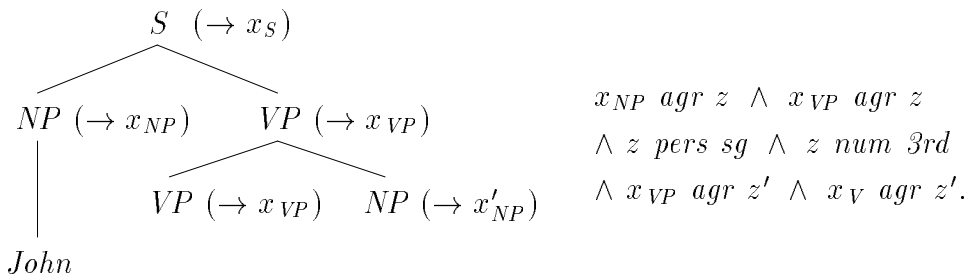 S (→ x_S)
NP (→ x_NP) VP (→ x_VP)
VP (→ x_VP) NP (→ x′_NP)
John
x_NP agr z ∧ x_VP agr z
∧ z pers sg ∧ z num 3rd
∧ x_VP agr z′ ∧ x_V agr z′.